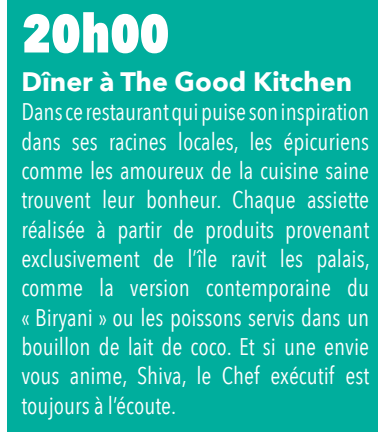 20h00
Dîner à The Good Kitchen
Dans ce restaurant qui puise son inspiration
dans ses racines locales, les épicuriens
comme les amoureux de la cuisine saine
trouvent leur bonheur. Chaque assiette
réalisée à partir de produits provenant
exclusivement de l’île ravit les palais,
comme la version contemporaine du
« Biryani » ou les poissons servis dans un
bouillon de lait de coco. Et si une envie
vous anime, Shiva, le Chef exécutif est
toujours à l’écoute.